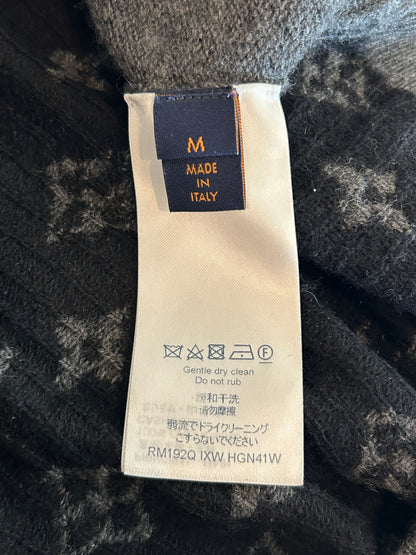 M
MADE
IN
ITALY
F
Gentle dry clean
Do not rub
缓和干洗
请勿摩擦
弱流でドライクリーニング
こすらないでください
RM192Q IXW HGN41W